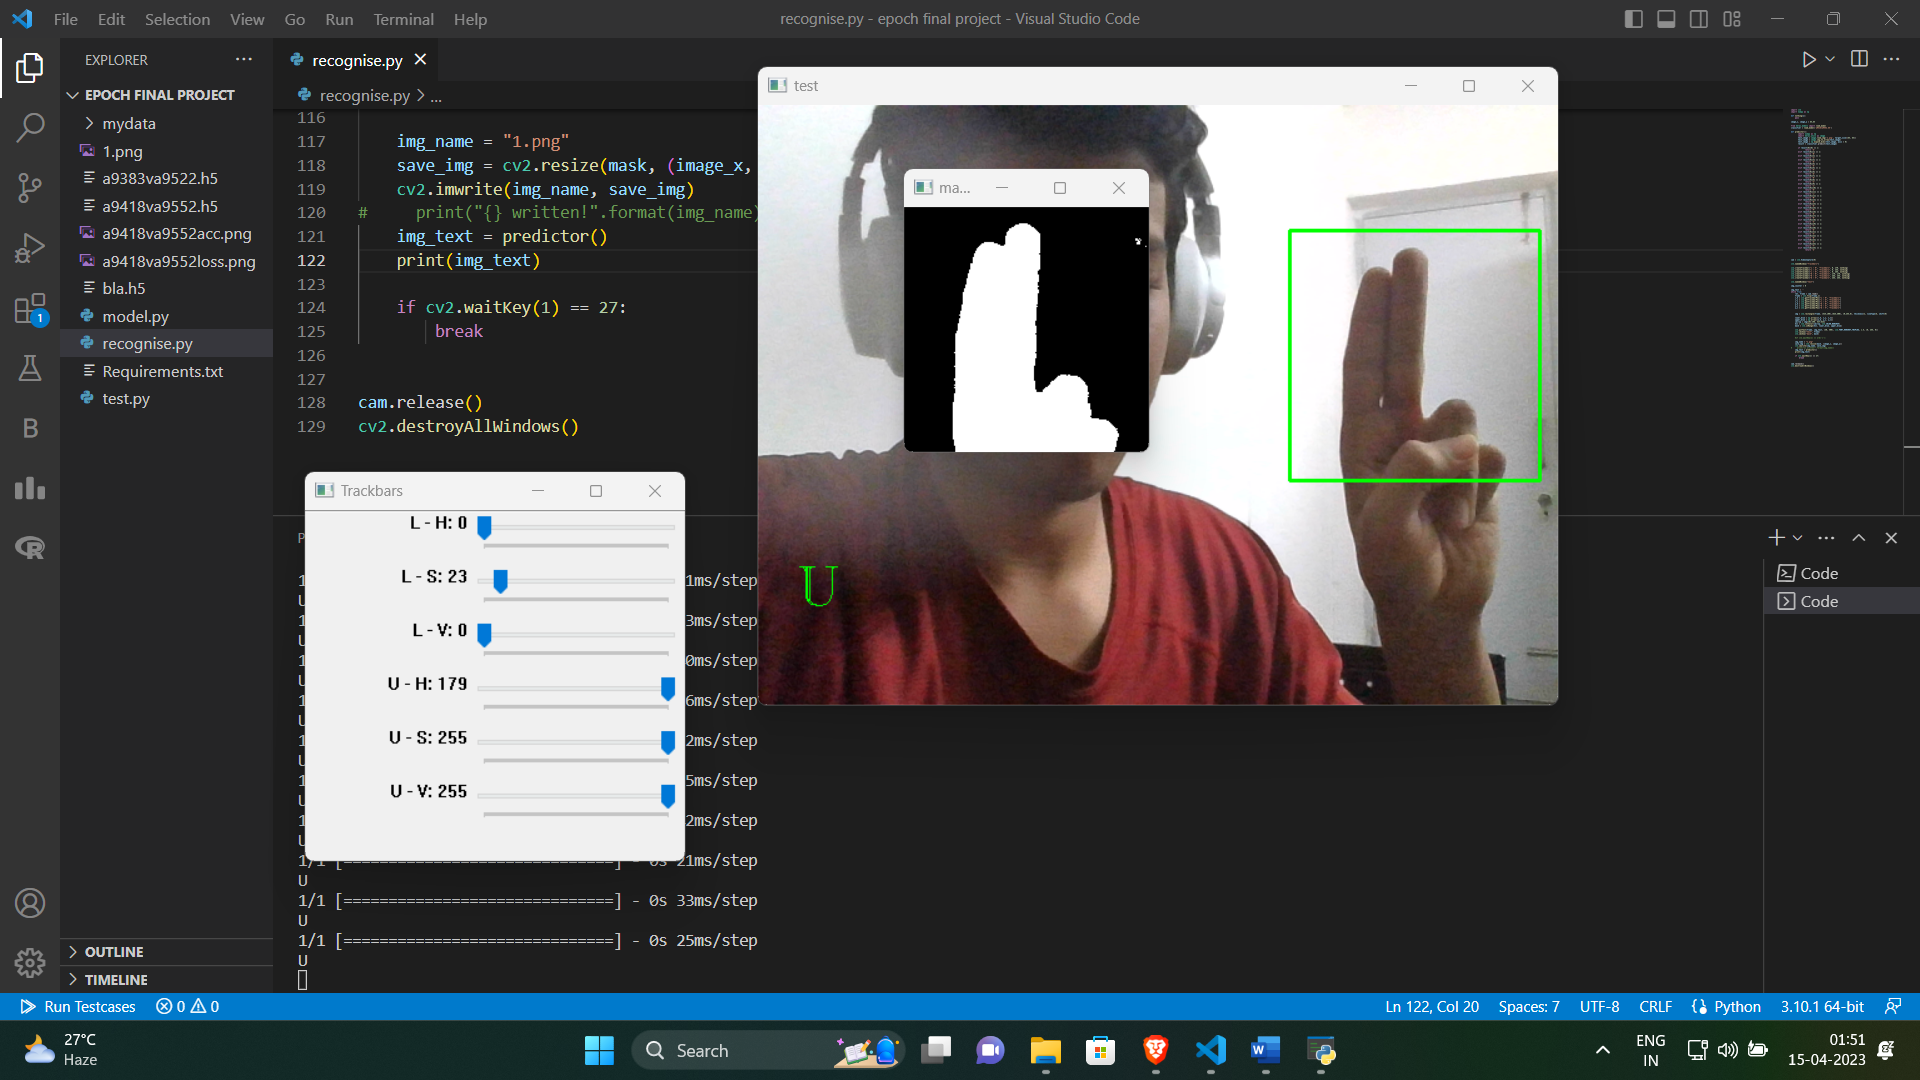 File Edit Selection View Go Run Terminal Help
recognise.py - epoch final project - Visual Studio Code
EXPLORER
EPOCH FINAL PROJECT
mydata
1.png
a9383va9522.h5
a9418va9552.h5
a9418va9552acc.png
a9418va9552loss.png
bla.h5
model.py
recognise.py
Requirements.txt
test.py
OUTLINE
TIMELINE
1
B
R
recognise.py
recognise.py > ...
116
117 img_name = "1.png"
118 save_img = cv2.resize(mask, (image_x,
119 cv2.imwrite(img_name, save_img)
120 # print("{} written!".format(img_name)
121 img_text = predictor()
122 print(img_text)
123
124 if cv2.waitKey(1) == 27:
125 break
126
127
128 cam.release()
129 cv2.destroyAllWindows()
test
ma...
U
Trackbars
L - H: 0
L - S: 23
L - V: 0
U - H: 179
U - S: 255
U - V: 255
1ms/step
3ms/step
0ms/step
6ms/step
2ms/step
5ms/step
2ms/step
1/1 [==============================] - 0s 21ms/step
U
1/1 [==============================] - 0s 33ms/step
U
1/1 [==============================] - 0s 25ms/step
U
Code
Code
Run Testcases 0 0
Ln 122, Col 20 Spaces: 7 UTF-8 CRLF Python 3.10.1 64-bit
27°C
Haze
Search
ENG
IN
01:51
15-04-2023